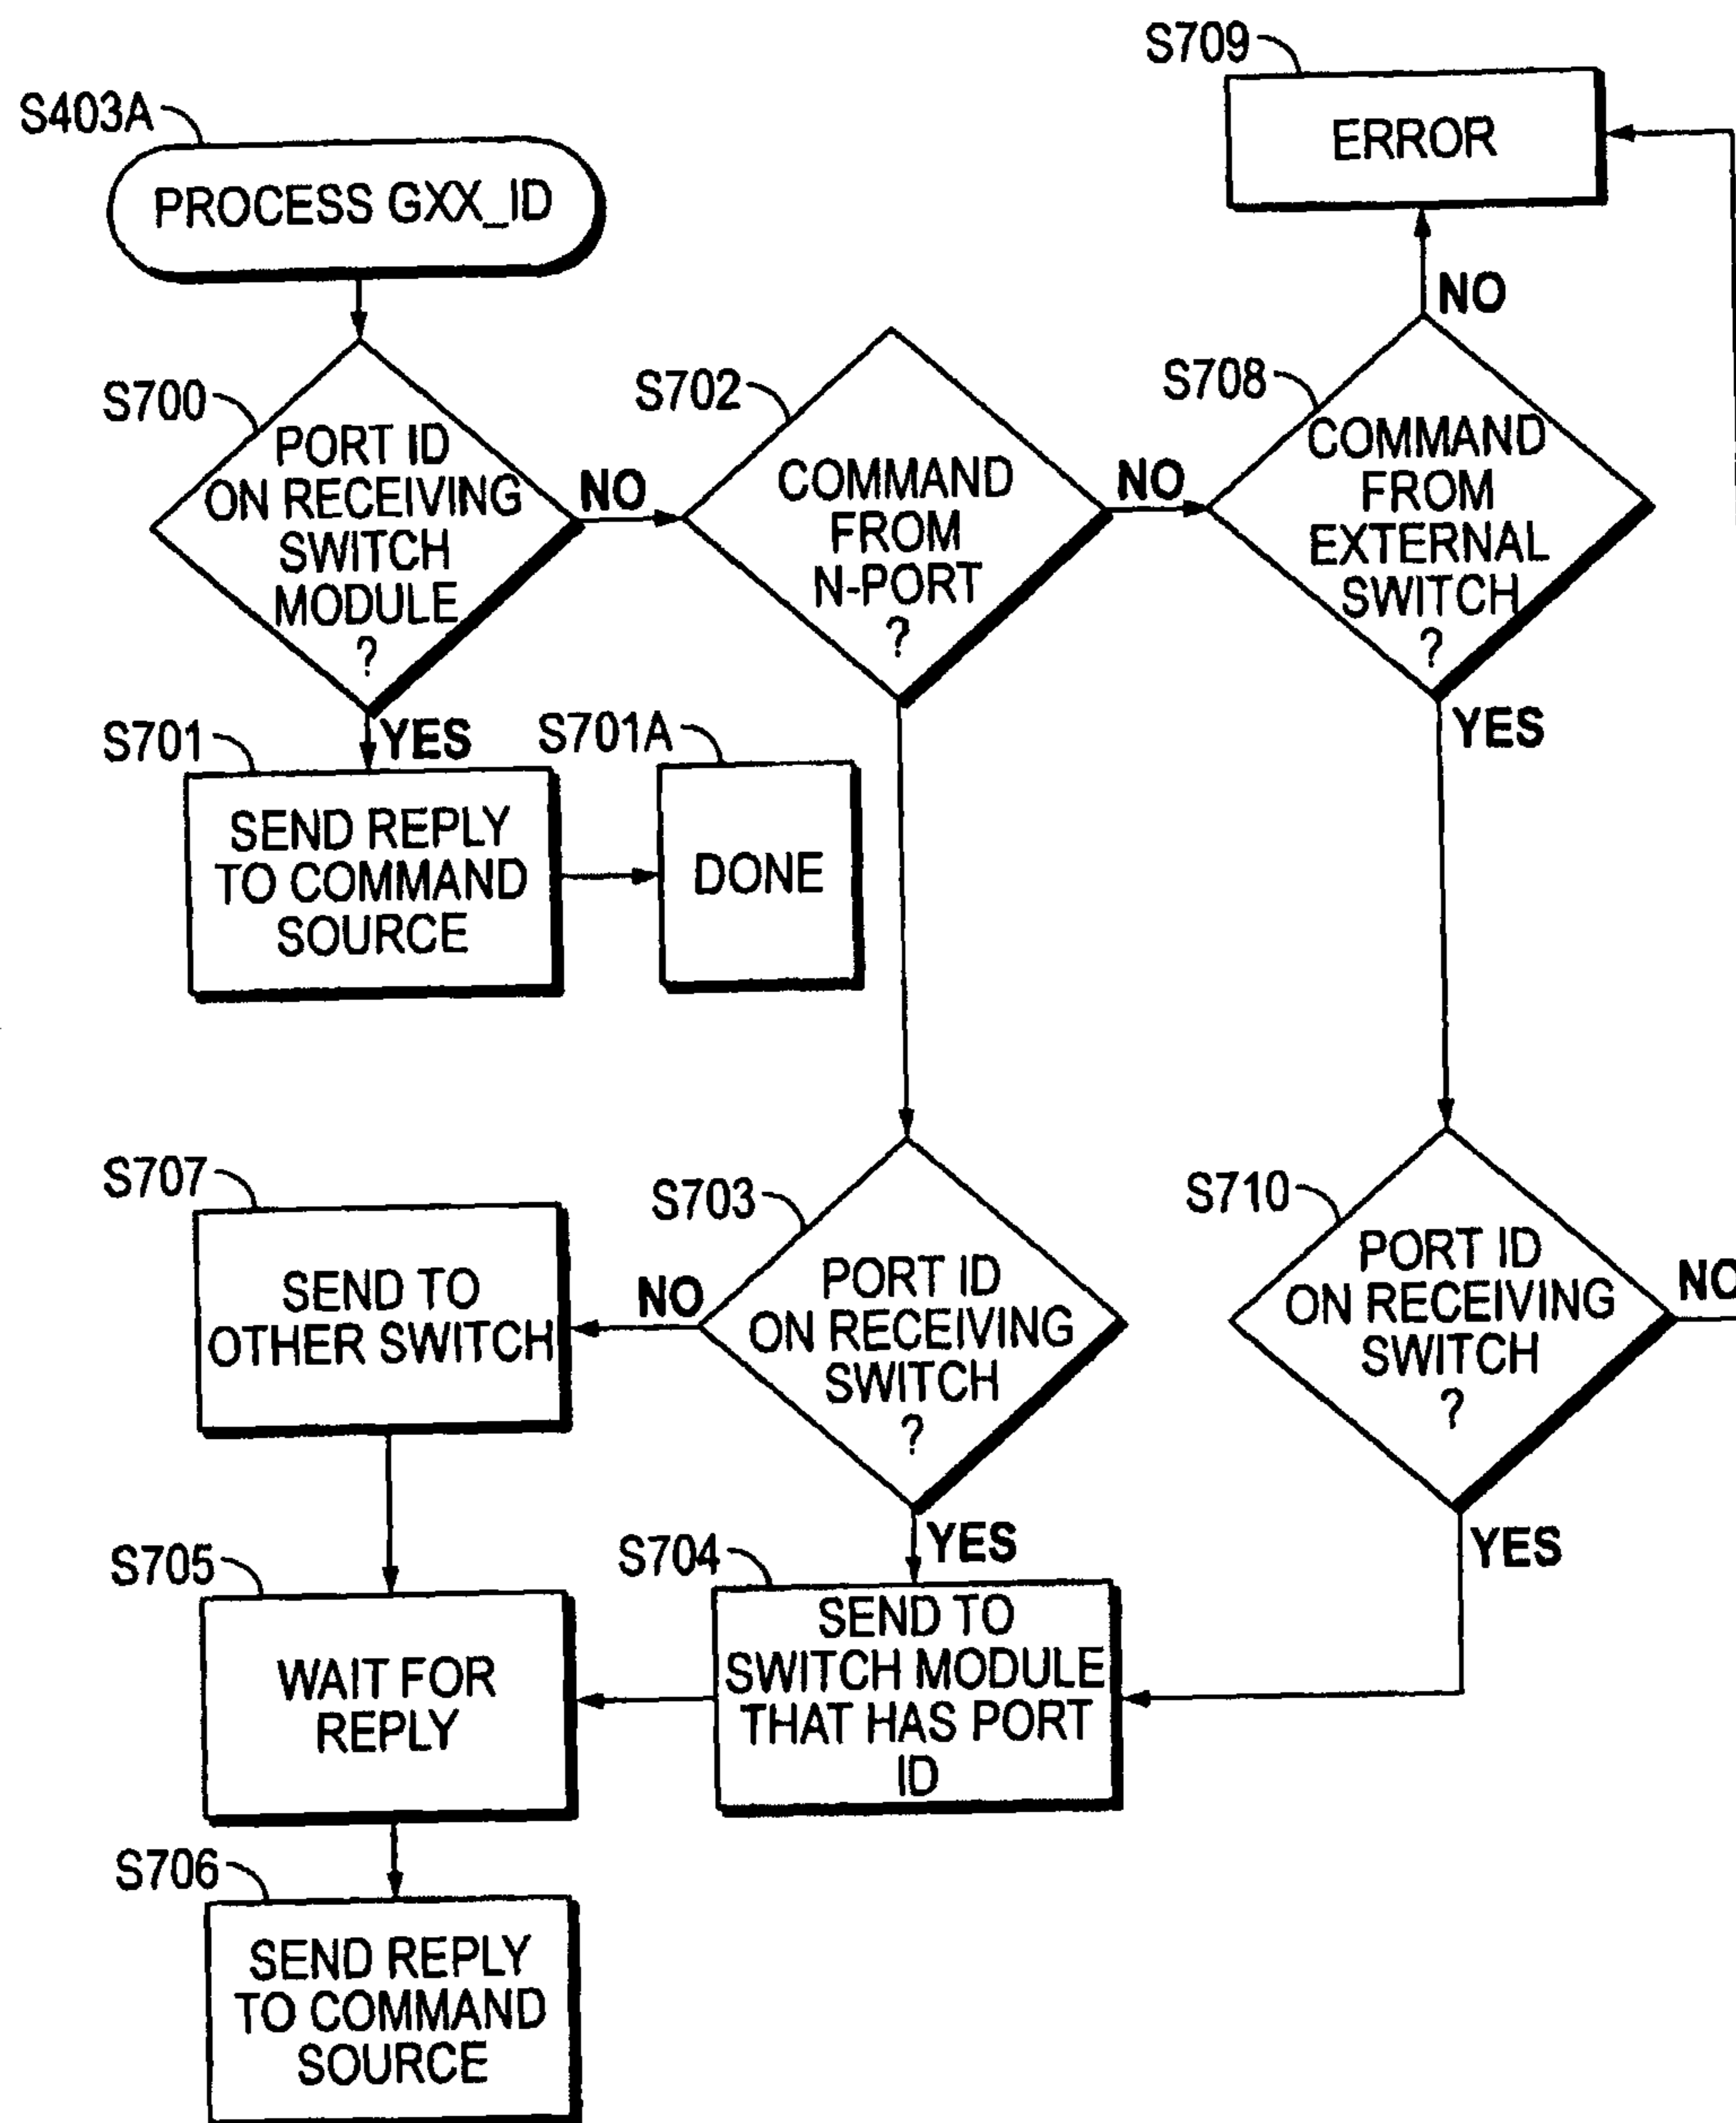 S709
ERROR
S403A
PROCESS GXX_ID
NO
S700
PORT ID
ON RECEIVING
SWITCH
MODULE
?
NO
S702
COMMAND
FROM
N-PORT
?
NO
S708
COMMAND
FROM
EXTERNAL
SWITCH
?
YES
YES
S701
SEND REPLY
TO COMMAND
SOURCE
S701A
DONE
S707
SEND TO
OTHER SWITCH
NO
S703
PORT ID
ON RECEIVING
SWITCH
?
S710
PORT ID
ON RECEIVING
SWITCH
?
NO
YES
YES
S705
WAIT FOR
REPLY
S704
SEND TO
SWITCH MODULE
THAT HAS PORT
ID
S706
SEND REPLY
TO COMMAND
SOURCE